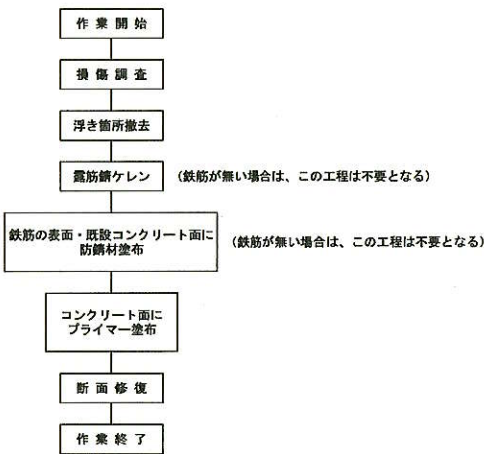 作業開始
損傷調査
浮き箇所撤去
露筋錆ケレン (鉄筋が無い場合は、この工程は不要となる)
鉄筋の表面・既設コンクリート面に
防錆材塗布
(鉄筋が無い場合は、この工程は不要となる)
コンクリート面に
プライマー塗布
断面修復
作業終了